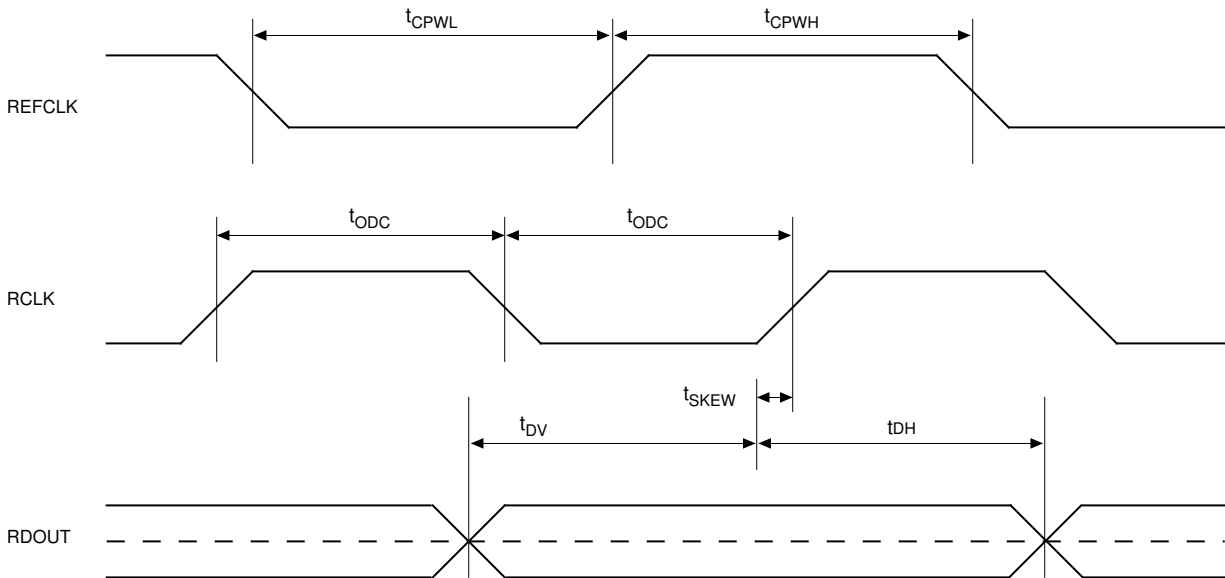 tCPWL tCPWH
REFCLK
tODC tODC
RCLK
tSKEW
tDV tDH
RDOUT